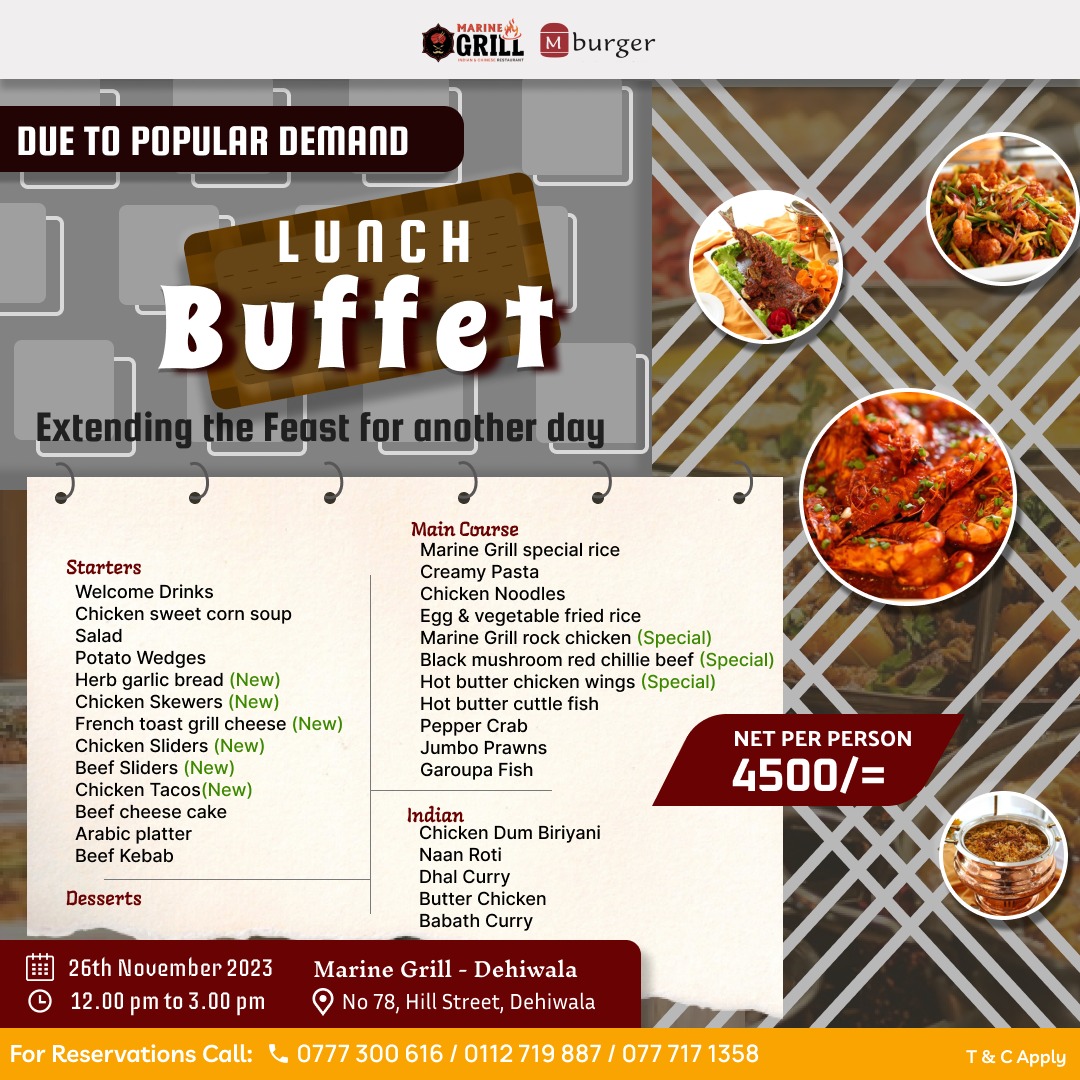 MARINE
GRILL
INDIAN & CHINESE RESTAURANT
M burger
DUE TO POPULAR DEMAND
LUNCH
Buffet
Extending the Feast for another day
Starters
Welcome Drinks
Chicken sweet corn soup
Salad
Potato Wedges
Herb garlic bread (New)
Chicken Skewers (New)
French toast grill cheese (New)
Chicken Sliders (New)
Beef Sliders (New)
Chicken Tacos(New)
Beef cheese cake
Arabic platter
Beef Kebab
Desserts
Main Course
Marine Grill special rice
Creamy Pasta
Chicken Noodles
Egg & vegetable fried rice
Marine Grill rock chicken (Special)
Black mushroom red chillie beef (Special)
Hot butter chicken wings (Special)
Hot butter cuttle fish
Pepper Crab
Jumbo Prawns
Garoupa Fish
Indian
Chicken Dum Biriyani
Naan Roti
Dhal Curry
Butter Chicken
Babath Curry
NET PER PERSON
4500/=
26th November 2023
12.00 pm to 3.00 pm
Marine Grill - Dehiwala
No 78, Hill Street, Dehiwala
For Reservations Call: 0777 300 616 / 0112 719 887 / 077 717 1358
T & C Apply